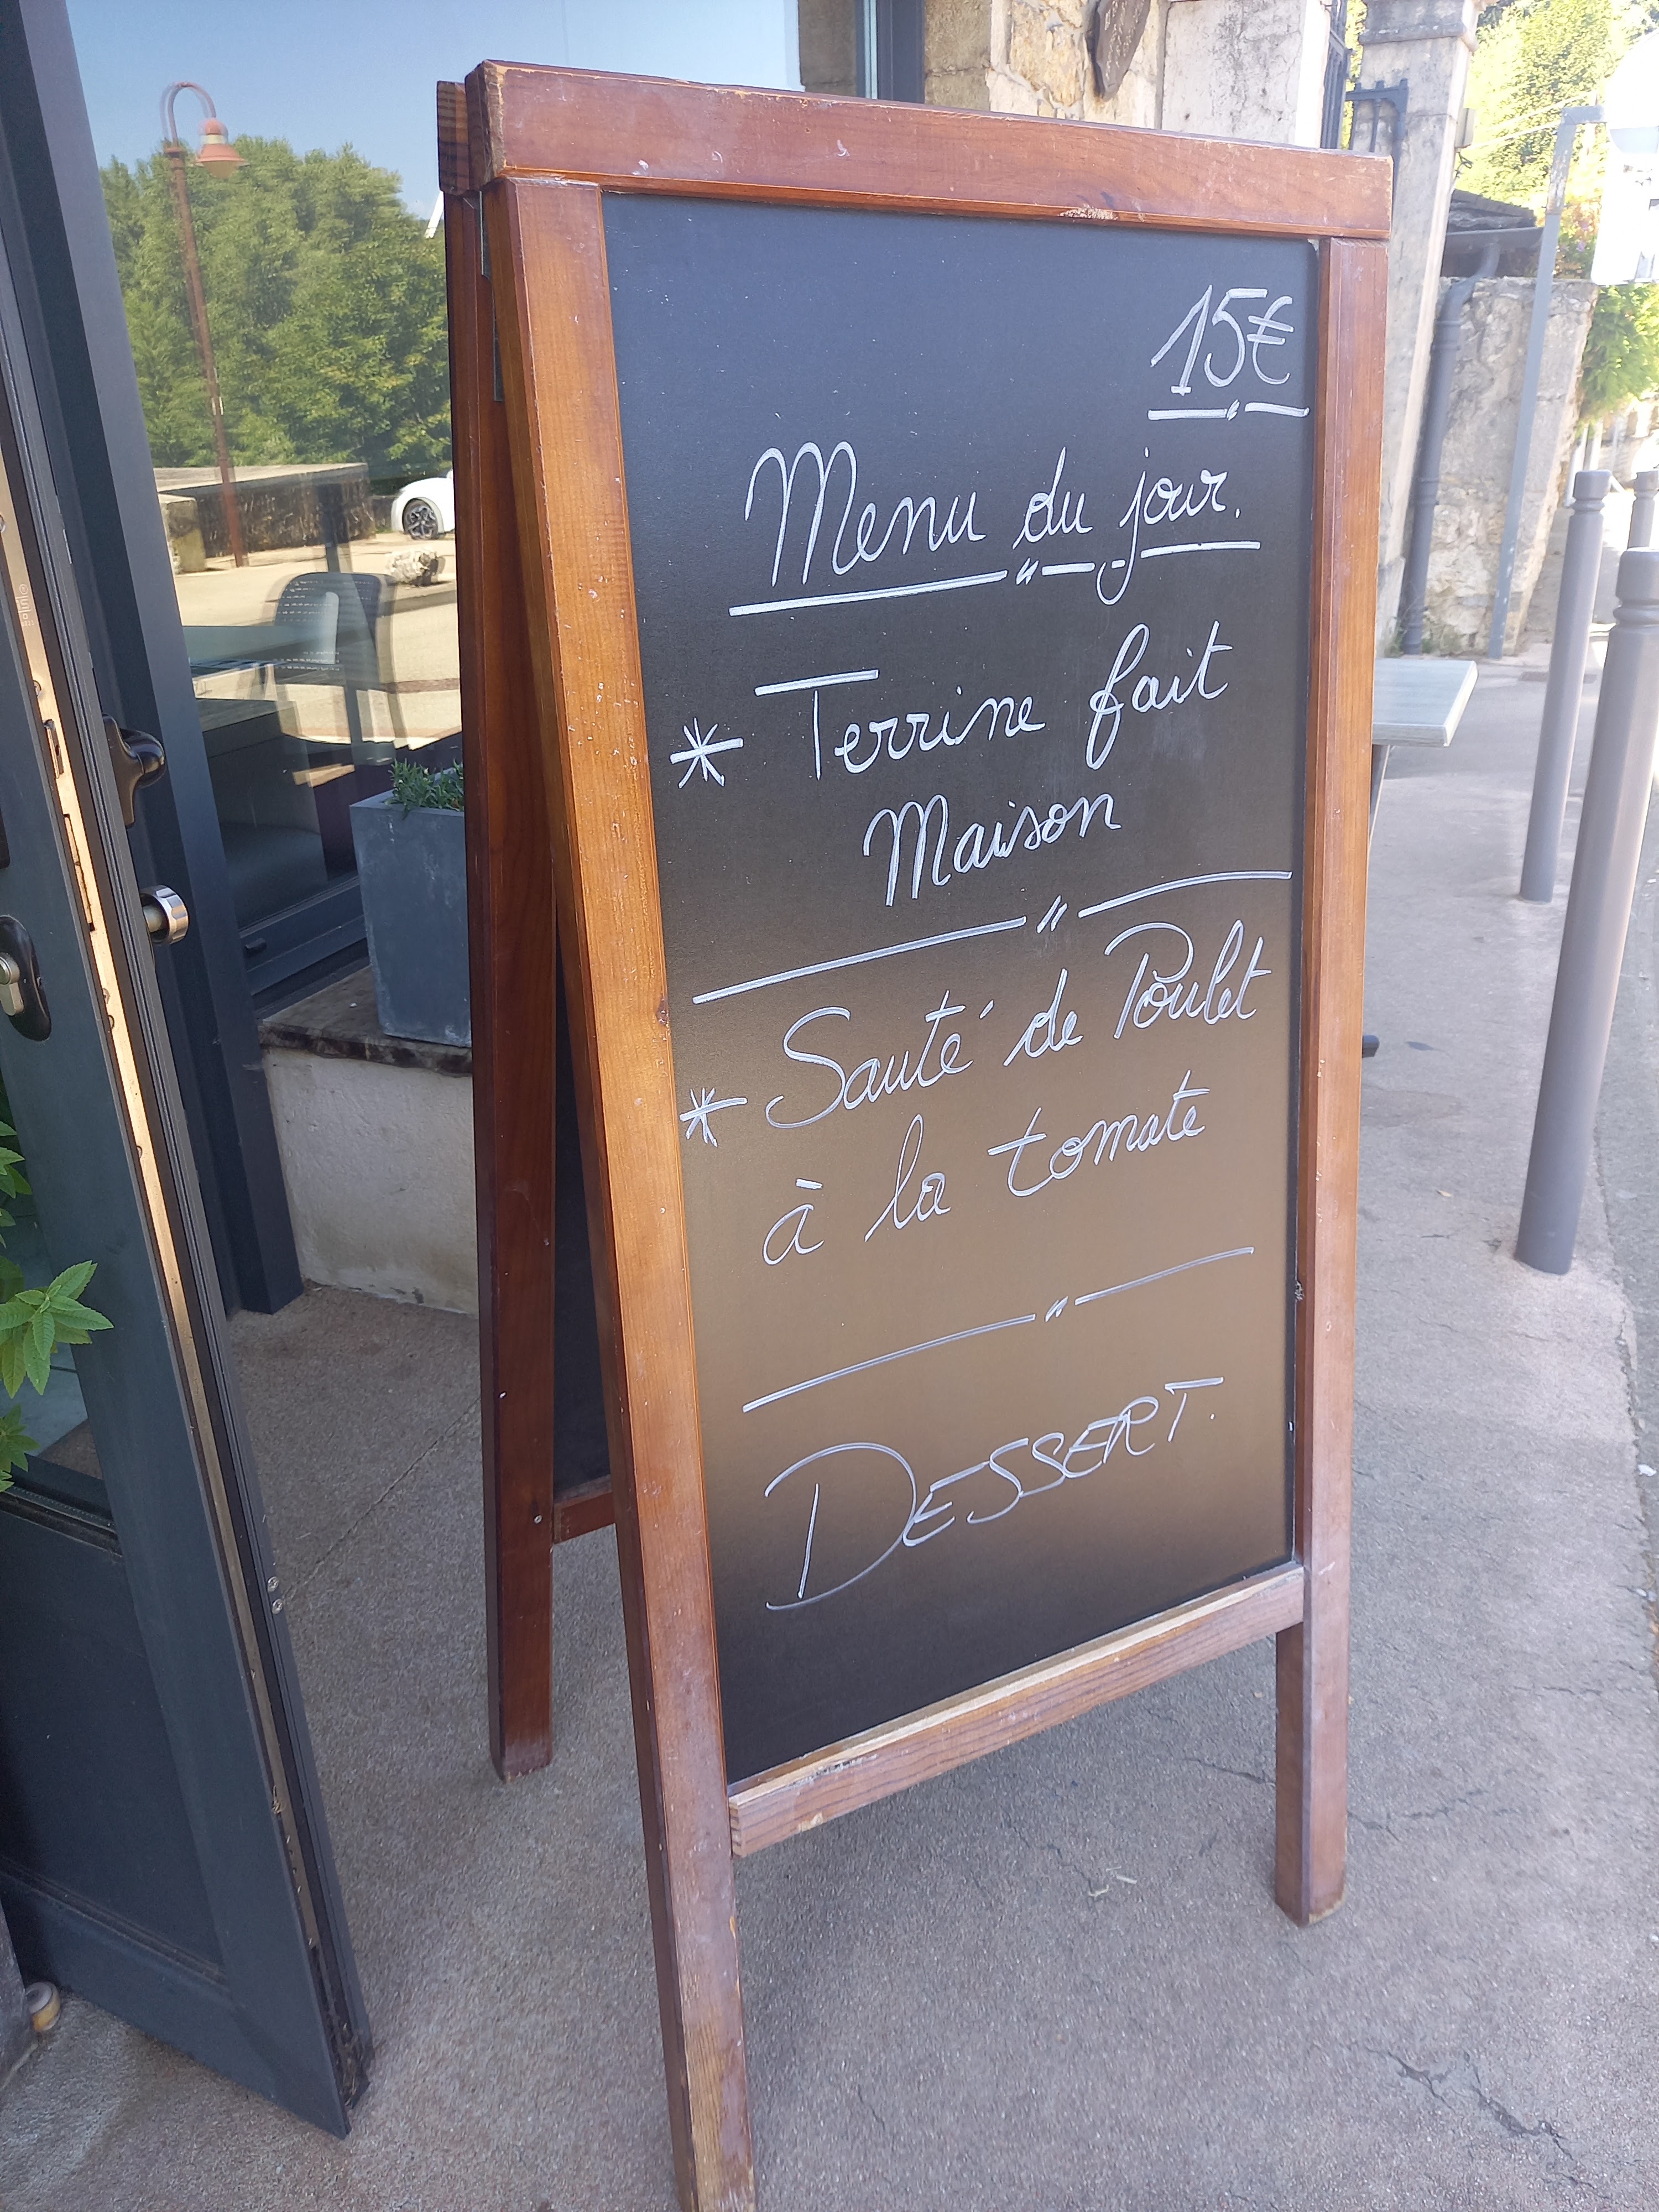 15€
Menu du jour.
* Terrine fait
Maison
* Sauté de Poulet
à la tomate
DESSERT.